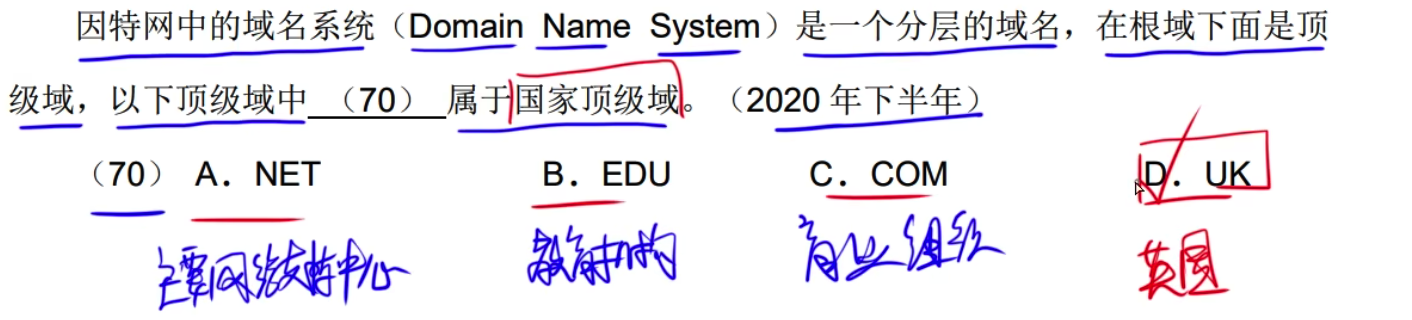 因特网中的域名系统（Domain Name System）是一个分层的域名，在根域下面是顶
级域，以下顶级域中 （70） 属于国家顶级域。（2020 年下半年）
（70） A．NET B．EDU C．COM D．UK
主要网络支持中心 教育机构 商业组织 英国